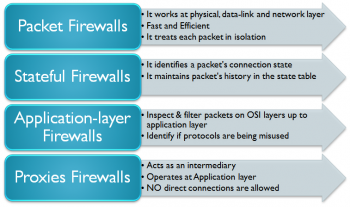 Packet Firewalls
• It works at physical, data-link and network layer
• Fast and Efficient
• It treats each packet in isolation
Stateful Firewalls
• It identifies a packet's connection state
• It maintains packet's history in the state table
Application-layer
Firewalls
• Inspect & filter packets on OSI layers up to
application layer
• Identify if protocols are being misused
Proxies Firewalls
• Acts as an intermediary
• Operates at Application layer
• NO direct connections are allowed